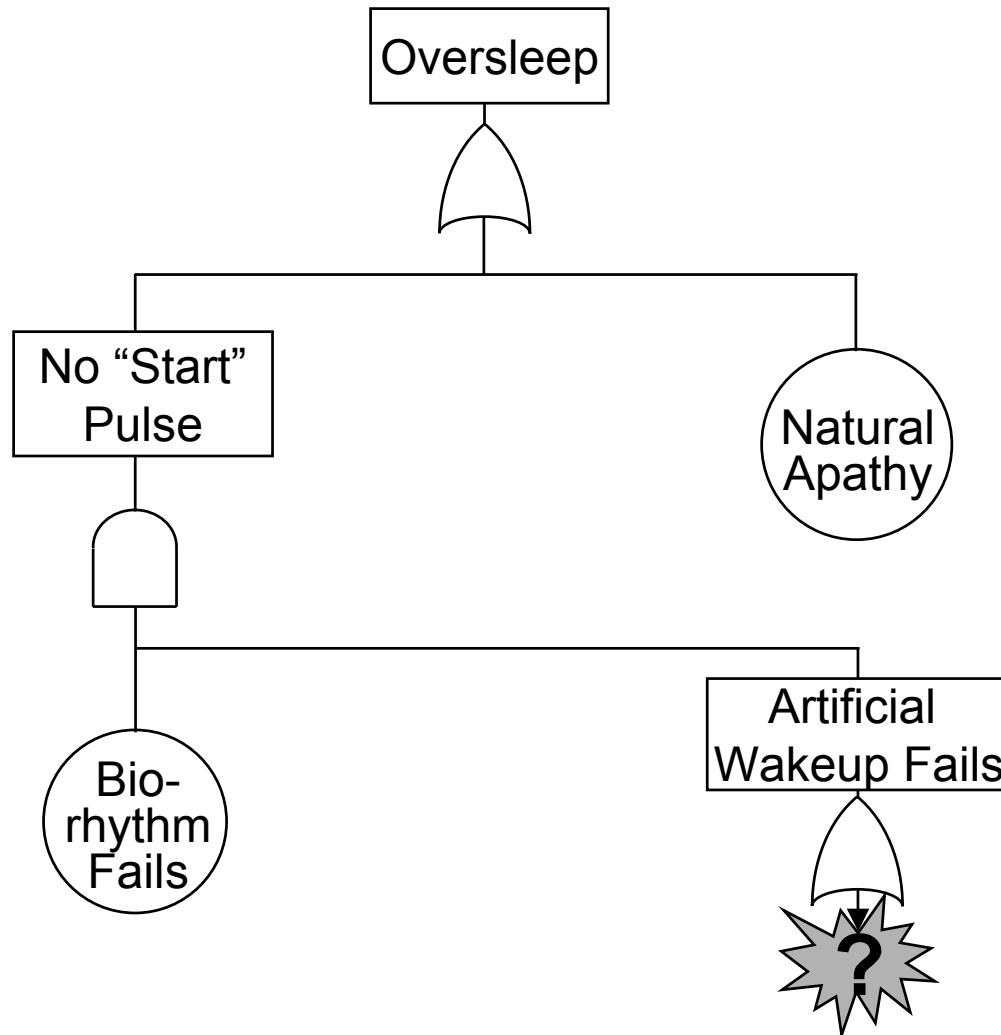 Oversleep
No “Start”
Pulse
Natural
Apathy
Artificial
Wakeup Fails
Bio-
rhythm
Fails
?